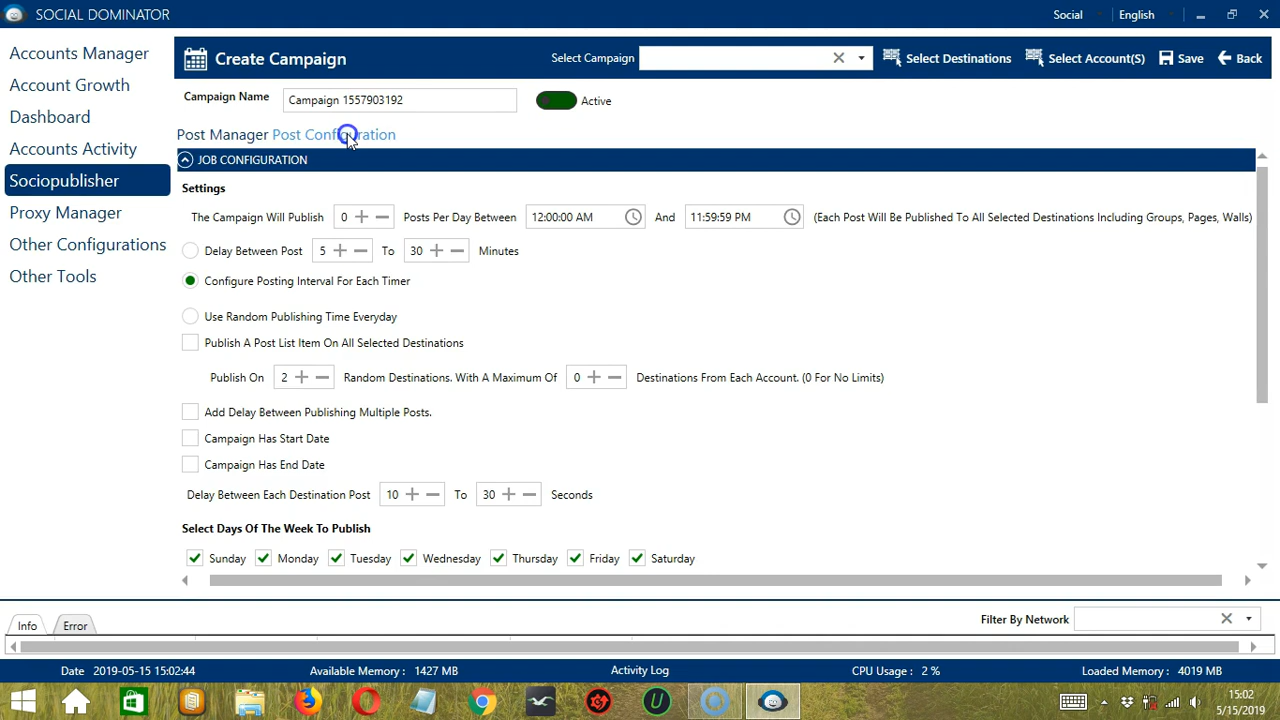 SOCIAL DOMINATOR
Social
English
Accounts Manager
Account Growth
Dashboard
Accounts Activity
Sociopublisher
Proxy Manager
Other Configurations
Other Tools
Create Campaign
Select Campaign
Select Destinations
Select Account(S)
Save
Back
Campaign Name Campaign 1557903192 Active
Post Manager Post Configuration
JOB CONFIGURATION
Settings
The Campaign Will Publish 0 Posts Per Day Between 12:00:00 AM And 11:59:59 PM (Each Post Will Be Published To All Selected Destinations Including Groups, Pages, Walls)
Delay Between Post 5 To 30 Minutes
Configure Posting Interval For Each Timer
Use Random Publishing Time Everyday
Publish A Post List Item On All Selected Destinations
Publish On 2 Random Destinations. With A Maximum Of 0 Destinations From Each Account. (0 For No Limits)
Add Delay Between Publishing Multiple Posts.
Campaign Has Start Date
Campaign Has End Date
Delay Between Each Destination Post 10 To 30 Seconds
Select Days Of The Week To Publish
Sunday Monday Tuesday Wednesday Thursday Friday Saturday
Info Error Filter By Network
Date 2019-05-15 15:02:44 Available Memory : 1427 MB Activity Log CPU Usage : 2 % Loaded Memory : 4019 MB
15:02
5/15/2019